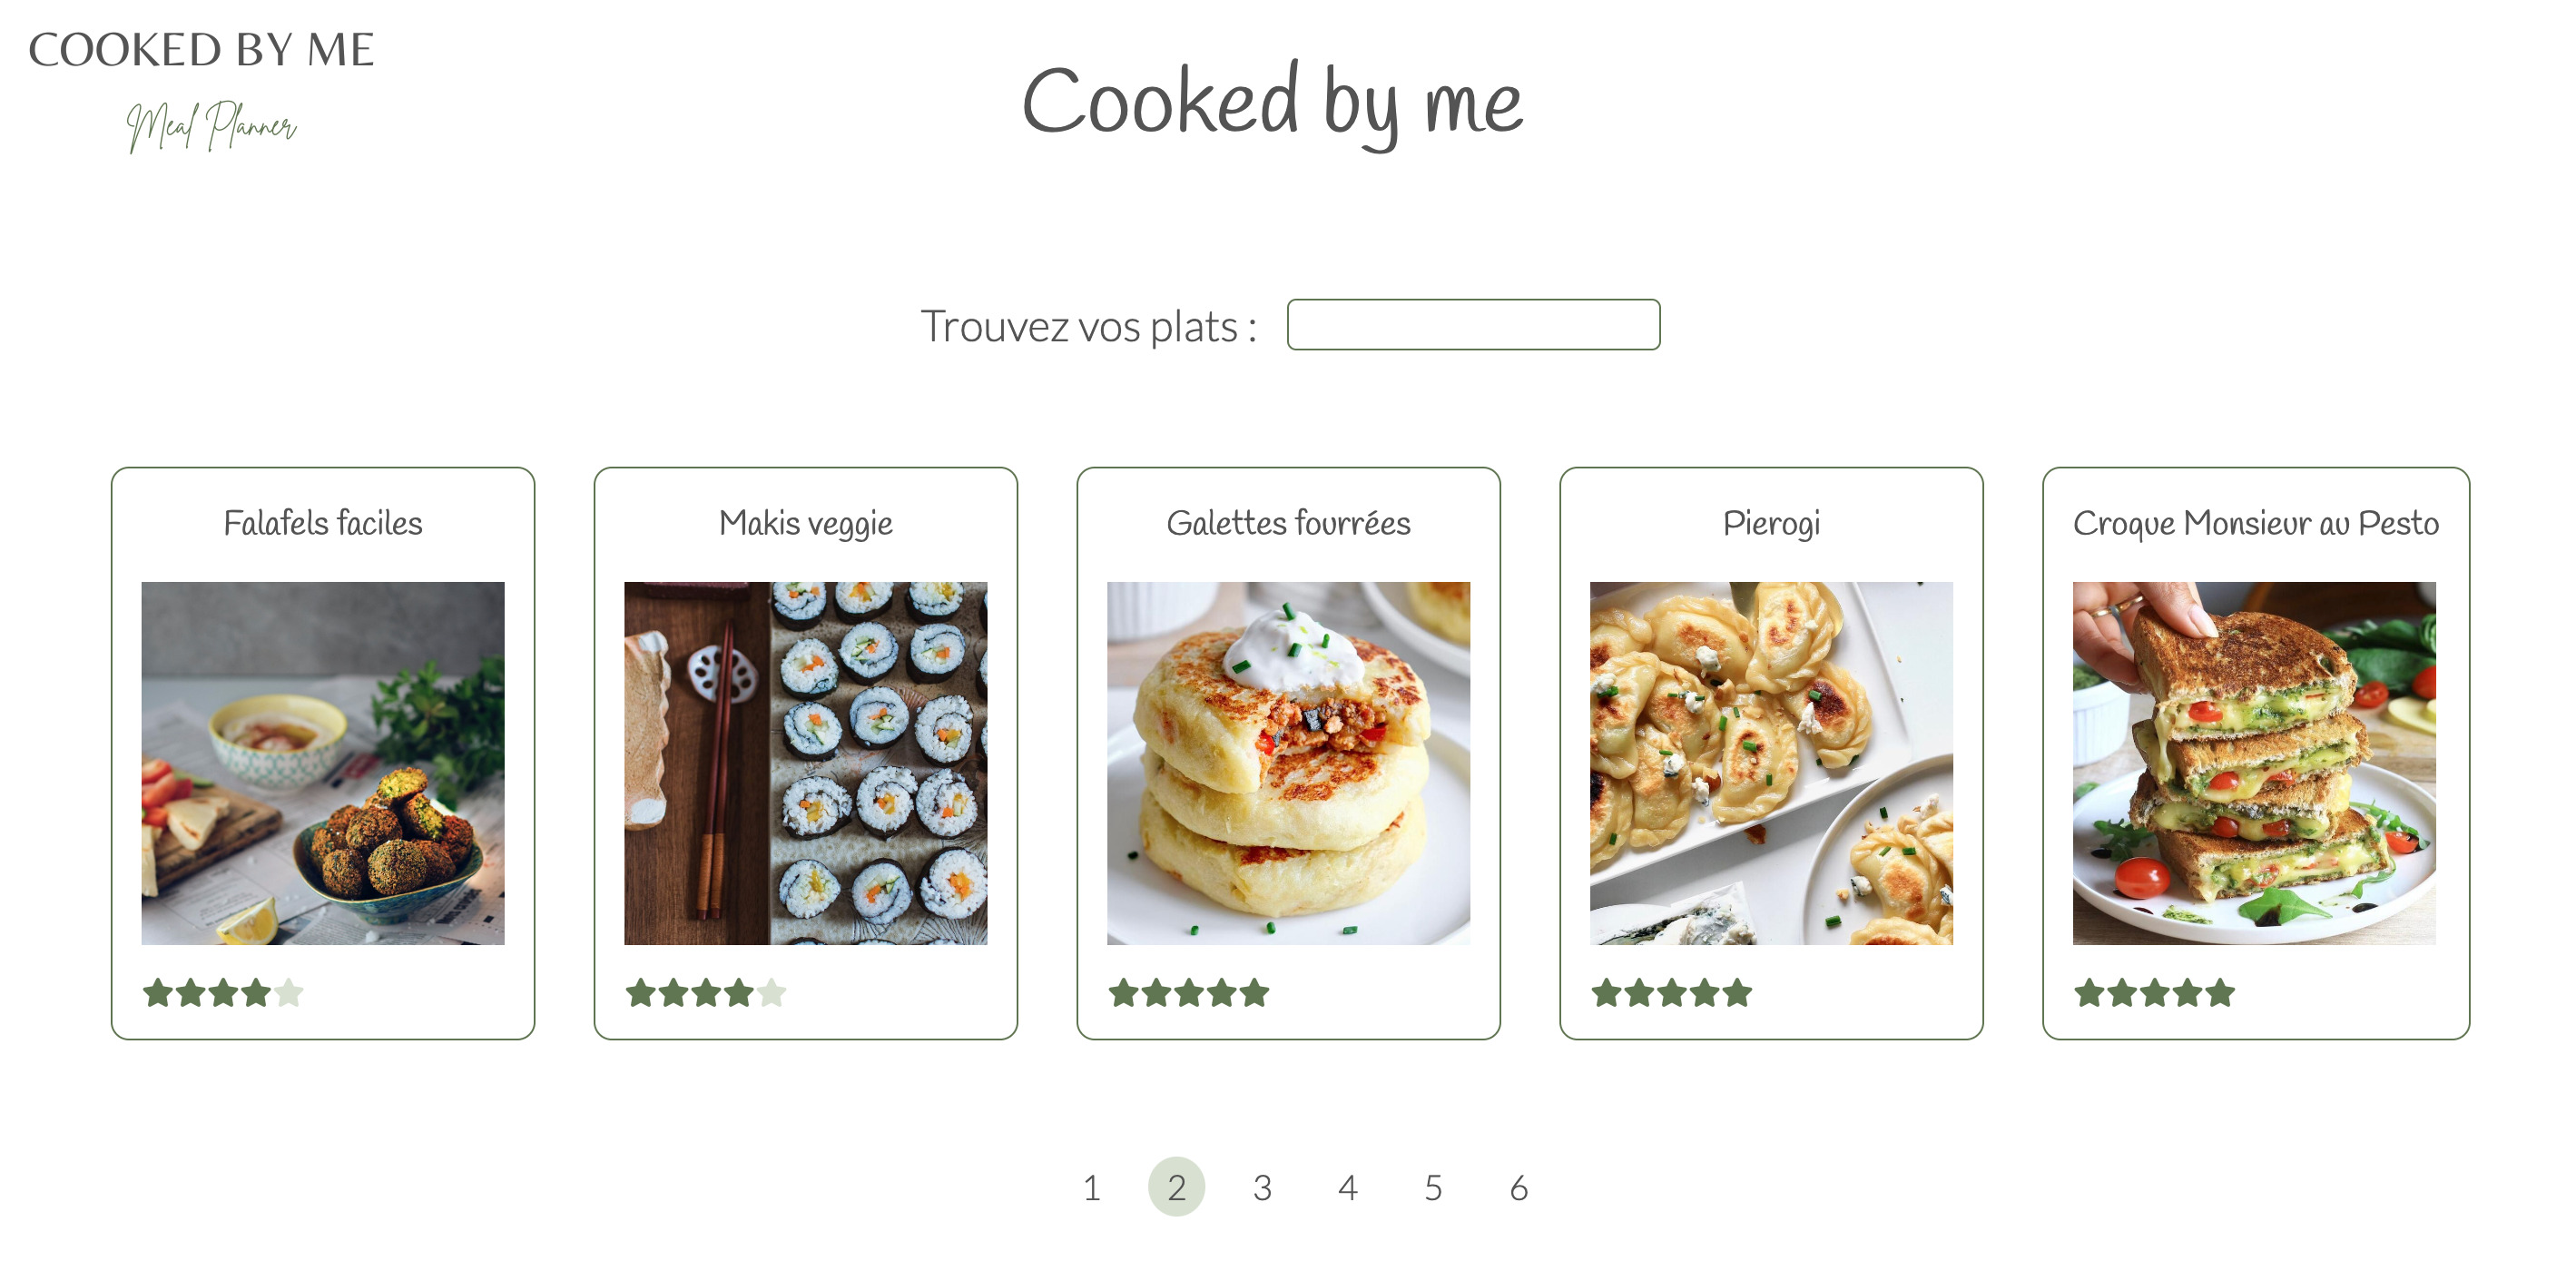 COOKED BY ME
Meal Planner
Cooked by me
Trouvez vos plats :
Falafels faciles
Makis veggie
Galettes fourrées
Pierogi
Croque Monsieur au Pesto
1 2 3 4 5 6